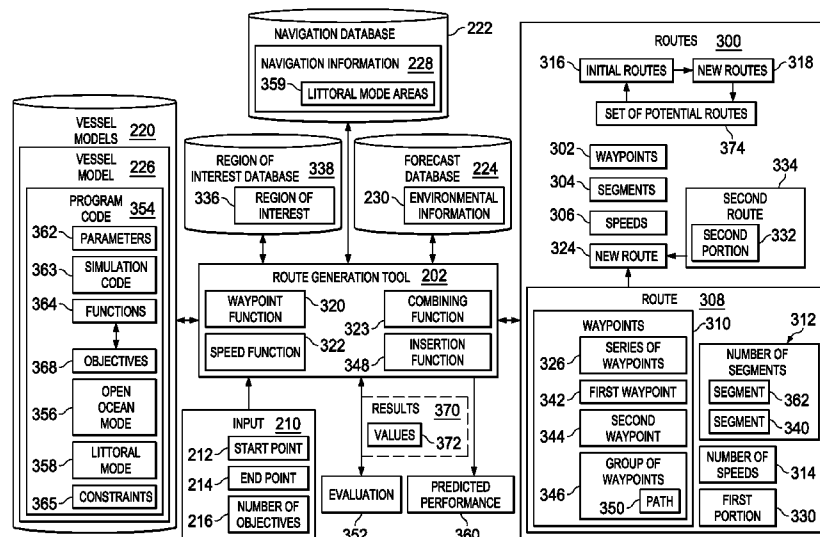 NAVIGATION DATABASE
222
NAVIGATION INFORMATION 228
359
LITTORAL MODE AREAS
VESSEL
MODELS 220
VESSEL
MODEL 226
PROGRAM
CODE 354
362
PARAMETERS
363
SIMULATION
CODE
364
FUNCTIONS
368
OBJECTIVES
356
OPEN
OCEAN
MODE
358
LITTORAL
MODE
365
CONSTRAINTS
REGION OF
INTEREST DATABASE 338
336
REGION OF
INTEREST
FORECAST
DATABASE 224
230
ENVIRONMENTAL
INFORMATION
ROUTE GENERATION TOOL 202
WAYPOINT
FUNCTION
320
SPEED FUNCTION
322
COMBINING
FUNCTION
323
INSERTION
FUNCTION
348
INPUT 210
212
START POINT
214
END POINT
216
NUMBER OF
OBJECTIVES
RESULTS 370
VALUES
372
EVALUATION
352
PREDICTED
PERFORMANCE
360
ROUTES 300
316
INITIAL ROUTES
NEW ROUTES
318
SET OF POTENTIAL ROUTES
374
302
WAYPOINTS
304
SEGMENTS
306
SPEEDS
324
NEW ROUTE
334
SECOND
ROUTE
SECOND
PORTION
332
ROUTE 308
WAYPOINTS
310
326
SERIES OF
WAYPOINTS
342
FIRST WAYPOINT
344
SECOND
WAYPOINT
346
GROUP OF
WAYPOINTS
350
PATH
312
NUMBER OF
SEGMENTS
SEGMENT
362
SEGMENT
340
NUMBER OF
SPEEDS
314
FIRST
PORTION
330